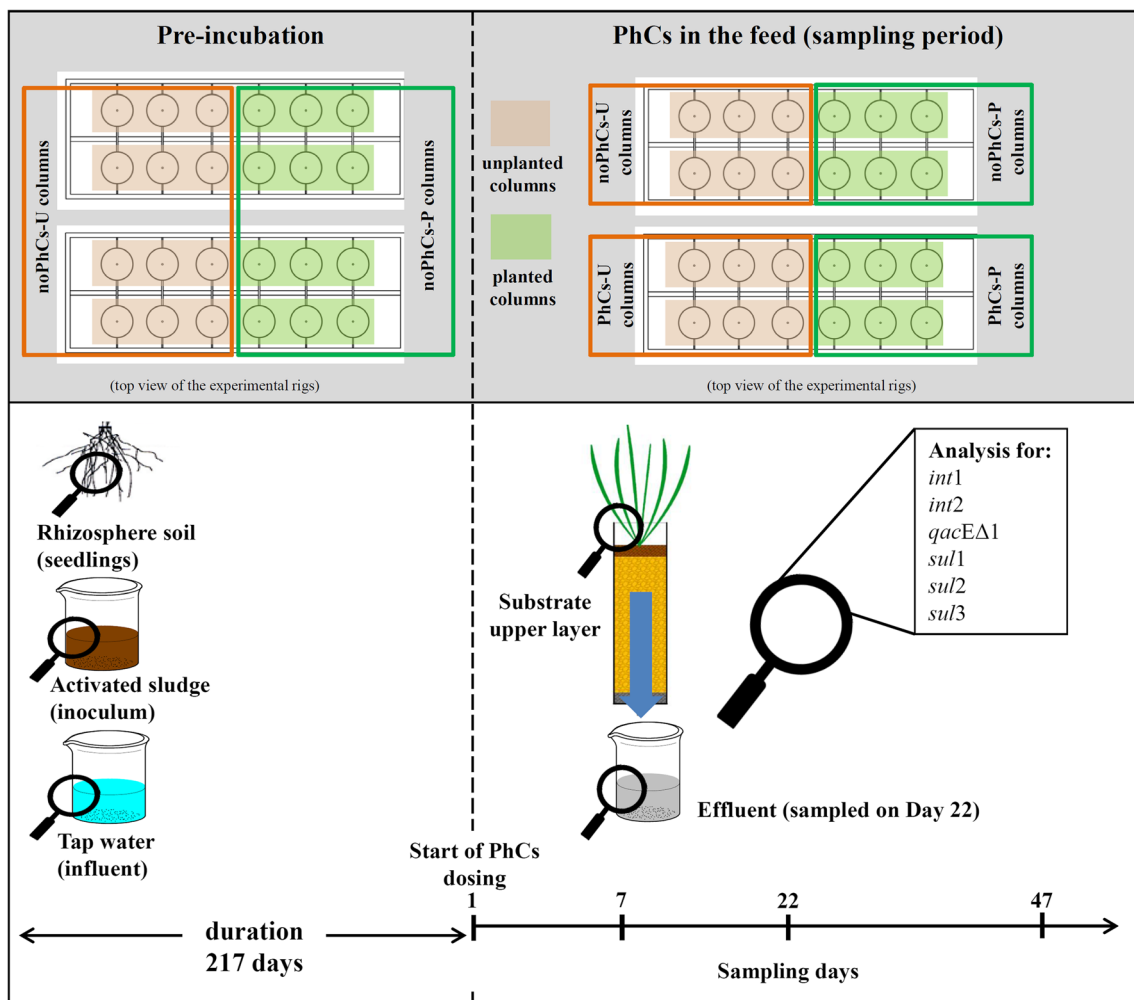 Pre-incubation
noPhCs-U columns
noPhCs-P columns
(top view of the experimental rigs)
unplanted
columns
planted
columns
PhCs in the feed (sampling period)
noPhCs-U
columns
noPhCs-P
columns
PhCs-U
columns
PhCs-P
columns
(top view of the experimental rigs)
Rhizosphere soil
(seedlings)
Activated sludge
(inoculum)
Tap water
(influent)
Substrate
upper layer
Effluent (sampled on Day 22)
Analysis for:
int1
int2
qacEΔ1
sul1
sul2
sul3
Start of PhCs
dosing
1
7
22
47
duration
217 days
Sampling days